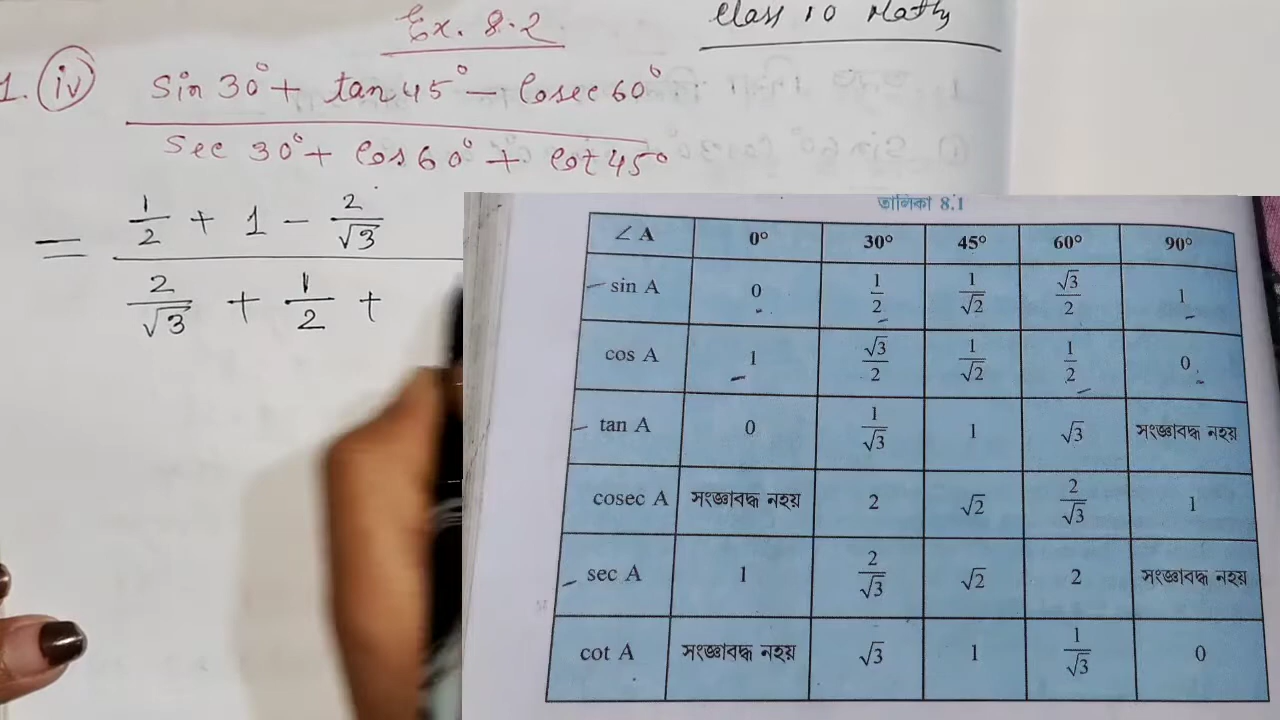 Ex. 8.2
Class 10 Maths
1. (iv) sin 30° + tan 45° - Cosec 60°
Sec 30° + Cos 60° + Cot 45°
= 1/2 + 1 - 2/√3
2/√3 + 1/2 +
তালিকা 8.1
∠ A 0° 30° 45° 60° 90°
sin A 0 1/2 1/√2 √3/2 1
cos A 1 √3/2 1/√2 1/2 0
tan A 0 1/√3 1 √3 সংজ্ঞাবদ্ধ নহয়
cosec A সংজ্ঞাবদ্ধ নহয় 2 √2 2/√3 1
sec A 1 2/√3 √2 2 সংজ্ঞাবদ্ধ নহয়
cot A সংজ্ঞাবদ্ধ নহয় √3 1 1/√3 0